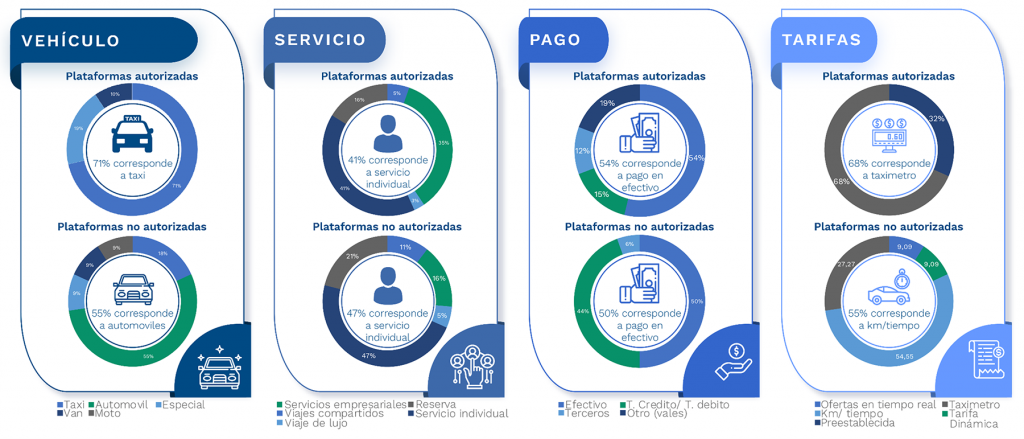 VEHÍCULO
Plataformas autorizadas
10%
TAXI
71% corresponde
a taxi
71%
Plataformas no autorizadas
9%
18%
9%
9%
55% corresponde
a automoviles
55%
Taxi Automovil Especial
Van Moto
SERVICIO
Plataformas autorizadas
16%
35%
41% corresponde
a servicio
individual
41%
3%
Plataformas no autorizadas
21%
11%
16%
5%
47% corresponde
a servicio
individual
47%
Servicios empresariales Reserva
Viajes compartidos Servicio individual
Viaje de lujo
PAGO
Plataformas autorizadas
19%
12%
54%
54% corresponde
a pago en
efectivo
15%
Plataformas no autorizadas
6%
44%
50%
50% corresponde
a pago en
efectivo
Efectivo T. Credito/ T. debito
Terceros Otro (vales)
TARIFAS
Plataformas autorizadas
32%
0.60
68% corresponde
a taximetro
68%
Plataformas no autorizadas
9,09
27,27
9,09
55% corresponde
a km/tiempo
54,55
Ofertas en tiempo real Taximetro
Km/ tiempo Tarifa
Preestablecida Dinámica